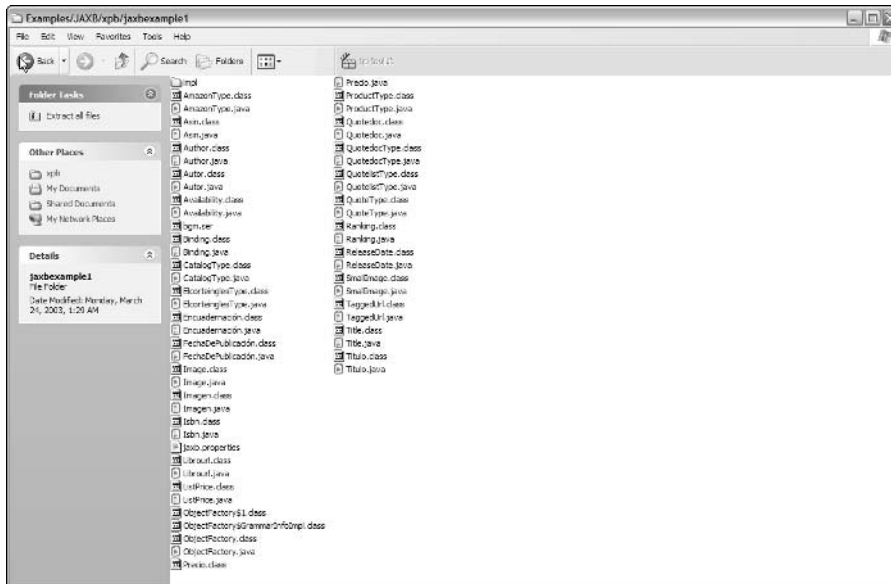 Examples/JAXB/xpb/jaxbexample1
File Edit View Favorites Tools Help
Back Search Folders
Folder Tasks
Extract all files
Other Places
xpb
My Documents
Shared Documents
My Network Places
Details
jaxbexample1
File Folder
Date Modified: Monday, March
24, 2003, 1:29 AM
impl
AmazonType.class
AmazonType.java
Asin.class
Asin.java
Author.class
Author.java
Autor.class
Autor.java
Availability.class
Availability.java
bgm.ser
Binding.class
Binding.java
CatalogType.class
CatalogType.java
ElcorteinglesType.class
ElcorteinglesType.java
Encuadernación.class
Encuadernación.java
FechaDePublicación.class
FechaDePublicación.java
Image.class
Image.java
Imagen.class
Imagen.java
Isbn.class
Isbn.java
jaxb.properties
Librourl.class
Librourl.java
ListPrice.class
ListPrice.java
ObjectFactory$1.class
ObjectFactory$GrammarInfoImpl.class
ObjectFactory.class
ObjectFactory.java
Precio.class
Precio.java
ProductType.class
ProductType.java
Quotedoc.class
Quotedoc.java
QuotedocType.class
QuotedocType.java
QuotelistType.class
QuotelistType.java
QuoteType.class
QuoteType.java
Ranking.class
Ranking.java
ReleaseDate.class
ReleaseDate.java
SmallImage.class
SmallImage.java
TaggedUrl.class
TaggedUrl.java
Title.class
Title.java
Titulo.class
Titulo.java